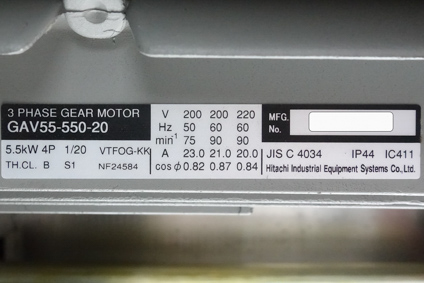 3 PHASE GEAR MOTOR
GAV55-550-20
5.5kW 4P 1/20 VTFOG-KK
TH.CL. B S1 NF24584
V 200 200 220
Hz 50 60 60
min⁻¹ 75 90 90
A 23.0 21.0 20.0
cos φ 0.82 0.87 0.84
MFG.
No.
JIS C 4034 IP44 IC411
Hitachi Industrial Equipment Systems Co.,Ltd.